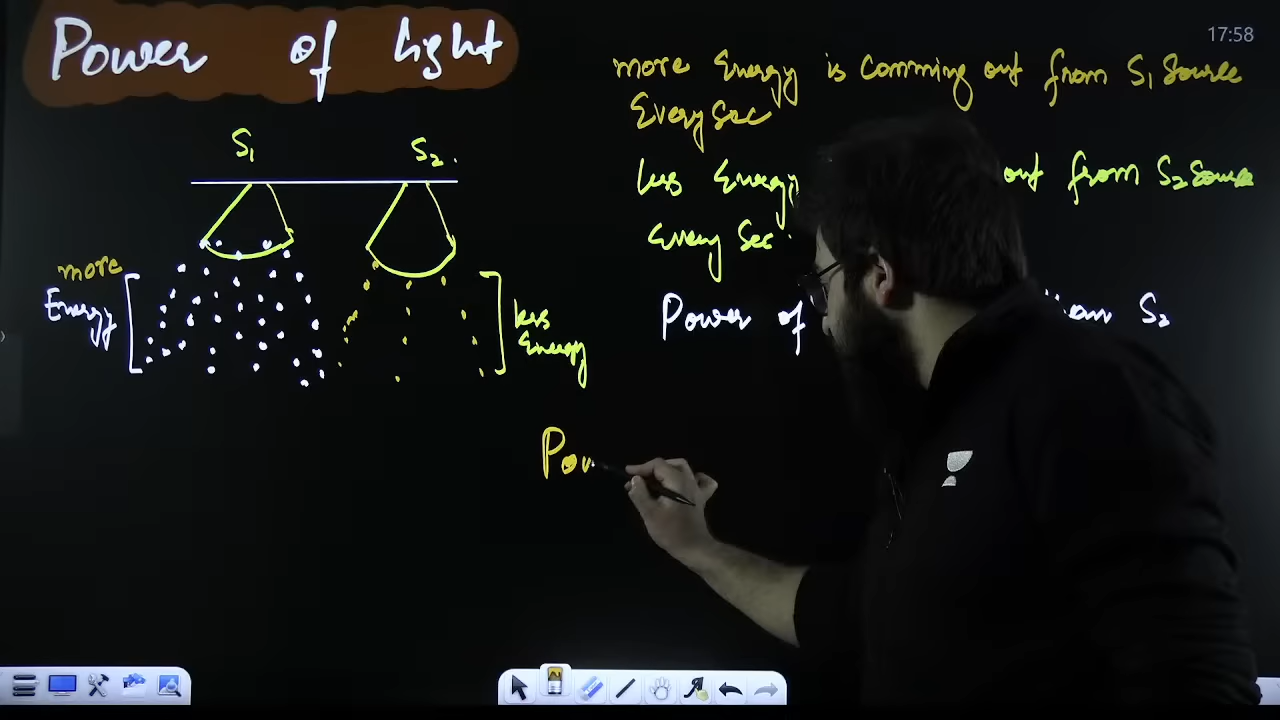 Power of light
17:58
more Energy is comming out from S1 Source
Every Sec
S1
S2.
less Energy out from S2 Source
Every Sec.
more
Energy
less
Energy
Power of than S2
Pow